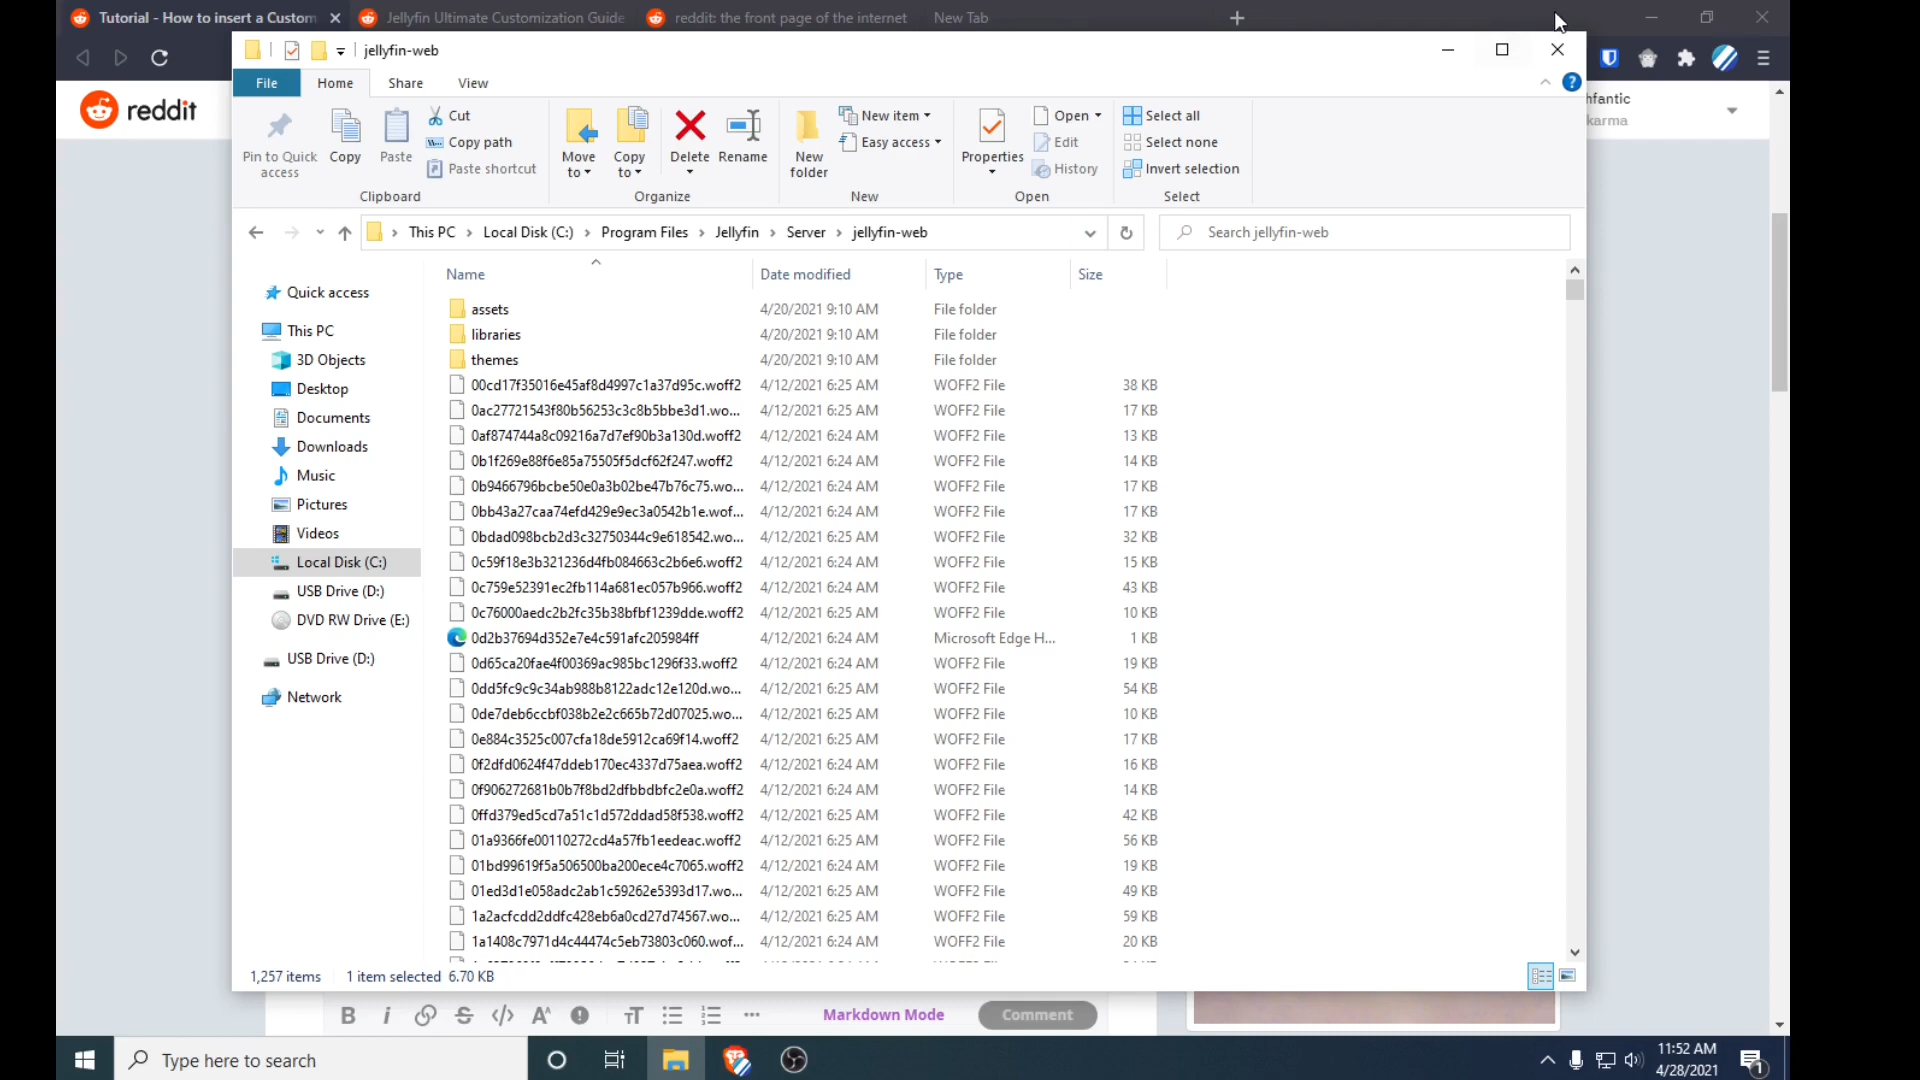 Tutorial - How to insert a Custom
Jellyfin Ultimate Customization Guide
reddit: the front page of the internet
New Tab
jellyfin-web
File
Home
Share
View
reddit
hfantic
karma
Pin to Quick access
Copy
Paste
Cut
Copy path
Paste shortcut
Move to
Copy to
Delete
Rename
New folder
New item
Easy access
Properties
Open
Edit
History
Select all
Select none
Invert selection
Clipboard
Organize
New
Open
Select
This PC > Local Disk (C:) > Program Files > Jellyfin > Server > jellyfin-web
Search jellyfin-web
Quick access
This PC
3D Objects
Desktop
Documents
Downloads
Music
Pictures
Videos
Local Disk (C:)
USB Drive (D:)
DVD RW Drive (E:)
USB Drive (D:)
Network
Name Date modified Type Size
assets 4/20/2021 9:10 AM File folder
libraries 4/20/2021 9:10 AM File folder
themes 4/20/2021 9:10 AM File folder
00cd17f35016e45af8d4997c1a37d95c.woff2 4/12/2021 6:25 AM WOFF2 File 38 KB
0ac27721543f80b56253c3c8b5bbe3d1.wo... 4/12/2021 6:25 AM WOFF2 File 17 KB
0af874744a8c09216a7d7ef90b3a130d.woff2 4/12/2021 6:24 AM WOFF2 File 13 KB
0b1f269e88f6e85a75505f5dcf62f247.woff2 4/12/2021 6:24 AM WOFF2 File 14 KB
0b9466796bcbe50e0a3b02be47b76c75.wo... 4/12/2021 6:24 AM WOFF2 File 17 KB
0bb43a27caa74efd429e9ec3a0542b1e.wof... 4/12/2021 6:24 AM WOFF2 File 17 KB
0bdad098bcb2d3c32750344c9e618542.wo... 4/12/2021 6:25 AM WOFF2 File 32 KB
0c59f18e3b321236d4fb084663c2b6e6.woff2 4/12/2021 6:24 AM WOFF2 File 15 KB
0c759e52391ec2fb114a681ec057b966.woff2 4/12/2021 6:24 AM WOFF2 File 43 KB
0c76000aedc2b2fc35b38bfbf1239dde.woff2 4/12/2021 6:25 AM WOFF2 File 10 KB
0d2b37694d352e7e4c591afc205984ff 4/12/2021 6:24 AM Microsoft Edge H... 1 KB
0d65ca20fae4f00369ac985bc1296f33.woff2 4/12/2021 6:24 AM WOFF2 File 19 KB
0dd5fc9c9c34ab988b8122adc12e120d.wo... 4/12/2021 6:25 AM WOFF2 File 54 KB
0de7deb6ccbf038b2e2c665b72d07025.wo... 4/12/2021 6:25 AM WOFF2 File 10 KB
0e884c3525c007cfa18de5912ca69f14.woff2 4/12/2021 6:25 AM WOFF2 File 17 KB
0f2dfd0624f47ddeb170ec4337d75aea.woff2 4/12/2021 6:24 AM WOFF2 File 16 KB
0f906272681b0b7f8bd2dfbbdbfc2e0a.woff2 4/12/2021 6:24 AM WOFF2 File 14 KB
0ffd379ed5cd7a51c1d572ddad58f538.woff2 4/12/2021 6:25 AM WOFF2 File 42 KB
01a9366fe00110272cd4a57fb1eedeac.woff2 4/12/2021 6:25 AM WOFF2 File 56 KB
01bd99619f5a506500ba200ece4c7065.woff2 4/12/2021 6:24 AM WOFF2 File 19 KB
01ed3d1e058adc2ab1c59262e5393d17.wo... 4/12/2021 6:25 AM WOFF2 File 49 KB
1a2acfcdd2ddfc428eb6a0cd27d74567.wo... 4/12/2021 6:25 AM WOFF2 File 59 KB
1a1408c7971d4c44474c5eb73803c060.wof... 4/12/2021 6:24 AM WOFF2 File 20 KB
1,257 items 1 item selected 6.70 KB
Markdown Mode
Comment
Type here to search
11:52 AM
4/28/2021
1